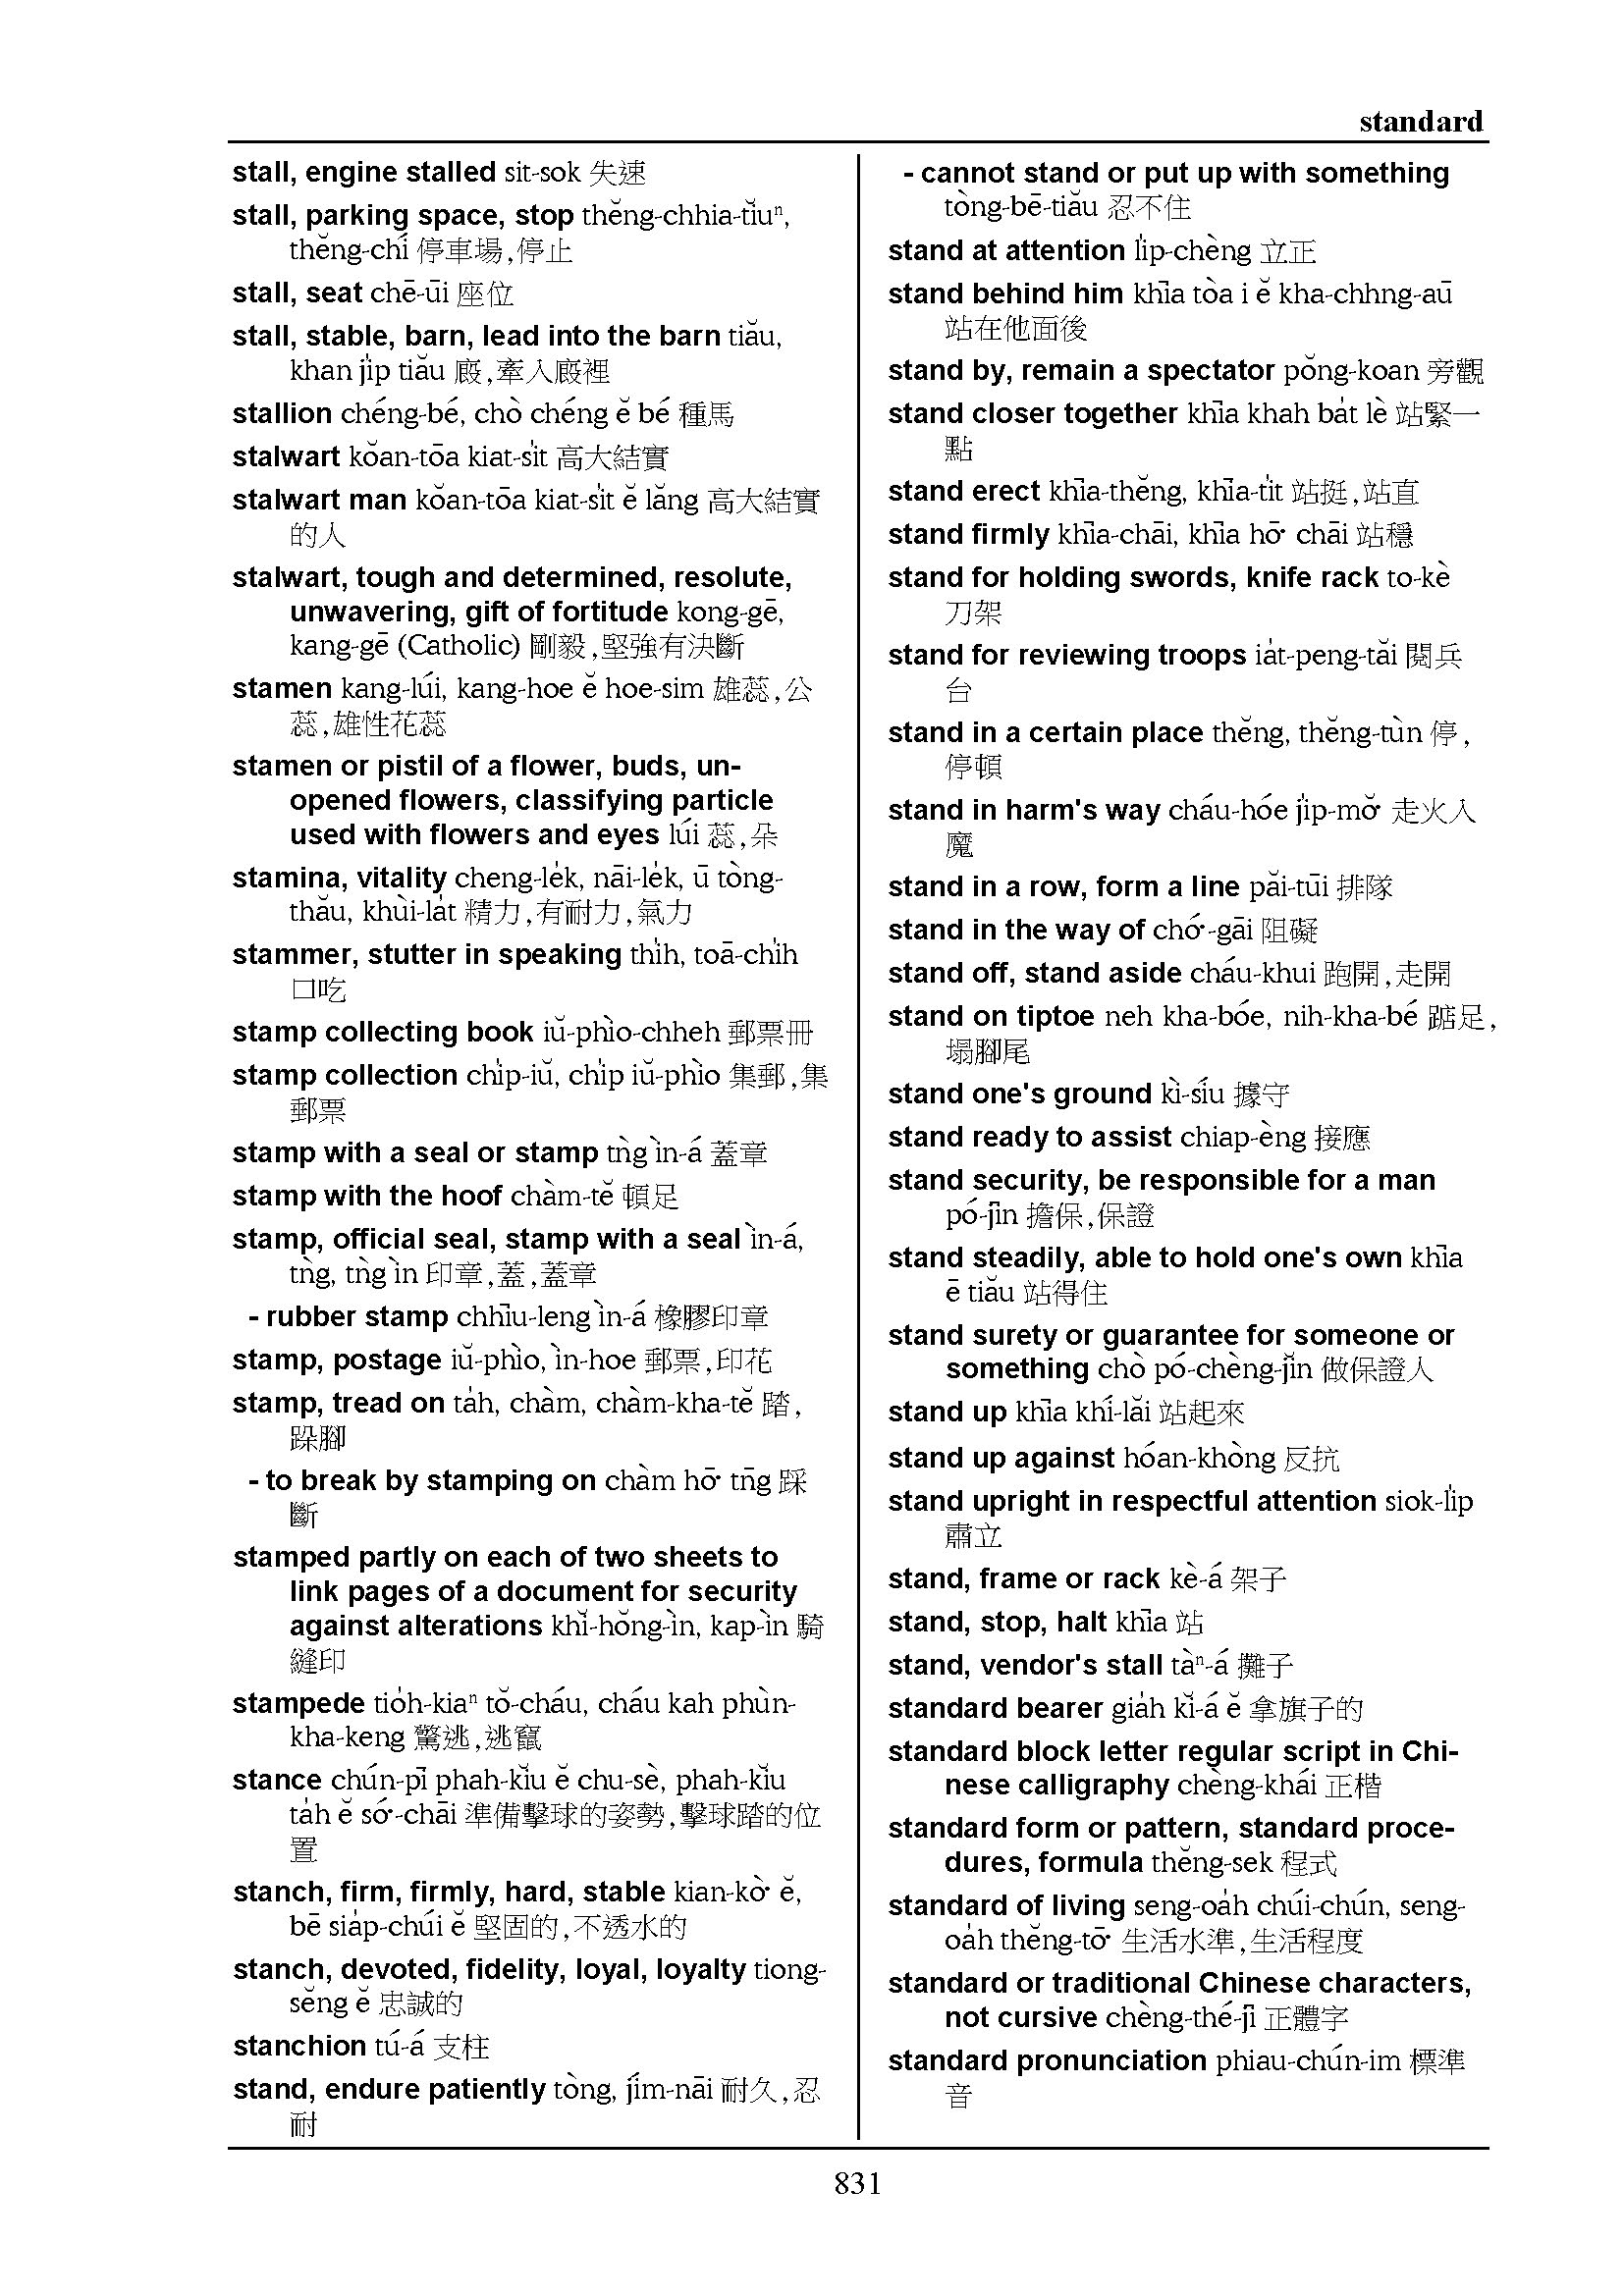 standard
stall, engine stalled sit-sok 失速
stall, parking space, stop thĕng-chhia-tĭuⁿ,
thĕng-chí 停車場,停止
stall, seat chē-ūi 座位
stall, stable, barn, lead into the barn tiău,
khan ji̍p tiău 廄,牽入廄裡
stallion chéng-bé, chò chéng ĕ bé 種馬
stalwart kŏan-tōa kiat-si̍t 高大結實
stalwart man kŏan-tōa kiat-si̍t ĕ lăng 高大結實
的人
stalwart, tough and determined, resolute,
unwavering, gift of fortitude kong-gē,
kang-gē (Catholic) 剛毅,堅強有決斷
stamen kang-lúi, kang-hoe ĕ hoe-sim 雄蕊,公
蕊,雄性花蕊
stamen or pistil of a flower, buds, un-
opened flowers, classifying particle
used with flowers and eyes lúi 蕊,朵
stamina, vitality cheng-le̍k, nāi-le̍k, ū tòng-
thău, khùi-la̍t 精力,有耐力,氣力
stammer, stutter in speaking thi̍h, toā-chi̍h
口吃
stamp collecting book iŭ-phìo-chheh 郵票冊
stamp collection chi̍p-iŭ, chi̍p iŭ-phìo 集郵,集
郵票
stamp with a seal or stamp tǹg ìn-á 蓋章
stamp with the hoof chàm-tĕ 頓足
stamp, official seal, stamp with a seal ìn-á,
tǹg, tǹg ìn 印章,蓋,蓋章
- rubber stamp chhīu-leng ìn-á 橡膠印章
stamp, postage iŭ-phìo, ìn-hoe 郵票,印花
stamp, tread on ta̍h, chàm, chàm-kha-tĕ 踏,
跺腳
- to break by stamping on chàm hō͘ tn̄g 踩
斷
stamped partly on each of two sheets to
link pages of a document for security
against alterations khĭ-hŏng-ìn, kap-ìn 騎
縫印
stampede tio̍h-kiaⁿ tŏ-cháu, cháu kah phùn-
kha-keng 驚逃,逃竄
stance chún-pī phah-kĭu ĕ chu-sè, phah-kĭu
ta̍h ĕ só͘-chāi 準備擊球的姿勢,擊球踏的位
置
stanch, firm, firmly, hard, stable kian-kò͘ ĕ,
bē sia̍p-chúi ĕ 堅固的,不透水的
stanch, devoted, fidelity, loyal, loyalty tiong-
sĕng ĕ 忠誠的
stanchion tú-á 支柱
stand, endure patiently tòng, jím-nāi 耐久,忍
耐
- cannot stand or put up with something
tòng-bē-tiău 忍不住
stand at attention li̍p-chèng 立正
stand behind him khīa tòa i ĕ kha-chhng-aū
站在他面後
stand by, remain a spectator pŏng-koan 旁觀
stand closer together khīa khah ba̍t lè 站緊一
點
stand erect khīa-thĕng, khīa-ti̍t 站挺,站直
stand firmly khīa-chāi, khīa hō͘ chāi 站穩
stand for holding swords, knife rack to-kè
刀架
stand for reviewing troops ia̍t-peng-tăi 閱兵
台
stand in a certain place thĕng, thĕng-tùn 停,
停頓
stand in harm's way cháu-hóe ji̍p-mŏ͘ 走火入
魔
stand in a row, form a line păi-tūi 排隊
stand in the way of chó͘-gāi 阻礙
stand off, stand aside cháu-khui 跑開,走開
stand on tiptoe neh kha-bóe, nih-kha-bé 踮足,
塌腳尾
stand one's ground kì-síu 據守
stand ready to assist chiap-èng 接應
stand security, be responsible for a man
pó-jīn 擔保,保證
stand steadily, able to hold one's own khīa
ē tiău 站得住
stand surety or guarantee for someone or
something chò pó-chèng-jĭn 做保證人
stand up khīa khí-lăi 站起來
stand up against hóan-khòng 反抗
stand upright in respectful attention siok-li̍p
肅立
stand, frame or rack kè-á 架子
stand, stop, halt khīa 站
stand, vendor's stall tàⁿ-á 攤子
standard bearer gia̍h kĭ-á ĕ 拿旗子的
standard block letter regular script in Chi-
nese calligraphy chèng-khái 正楷
standard form or pattern, standard proce-
dures, formula thĕng-sek 程式
standard of living seng-oa̍h chúi-chún, seng-
oa̍h thĕng-tō͘ 生活水準,生活程度
standard or traditional Chinese characters,
not cursive chèng-thé-jī 正體字
standard pronunciation phiau-chún-im 標準
音
831